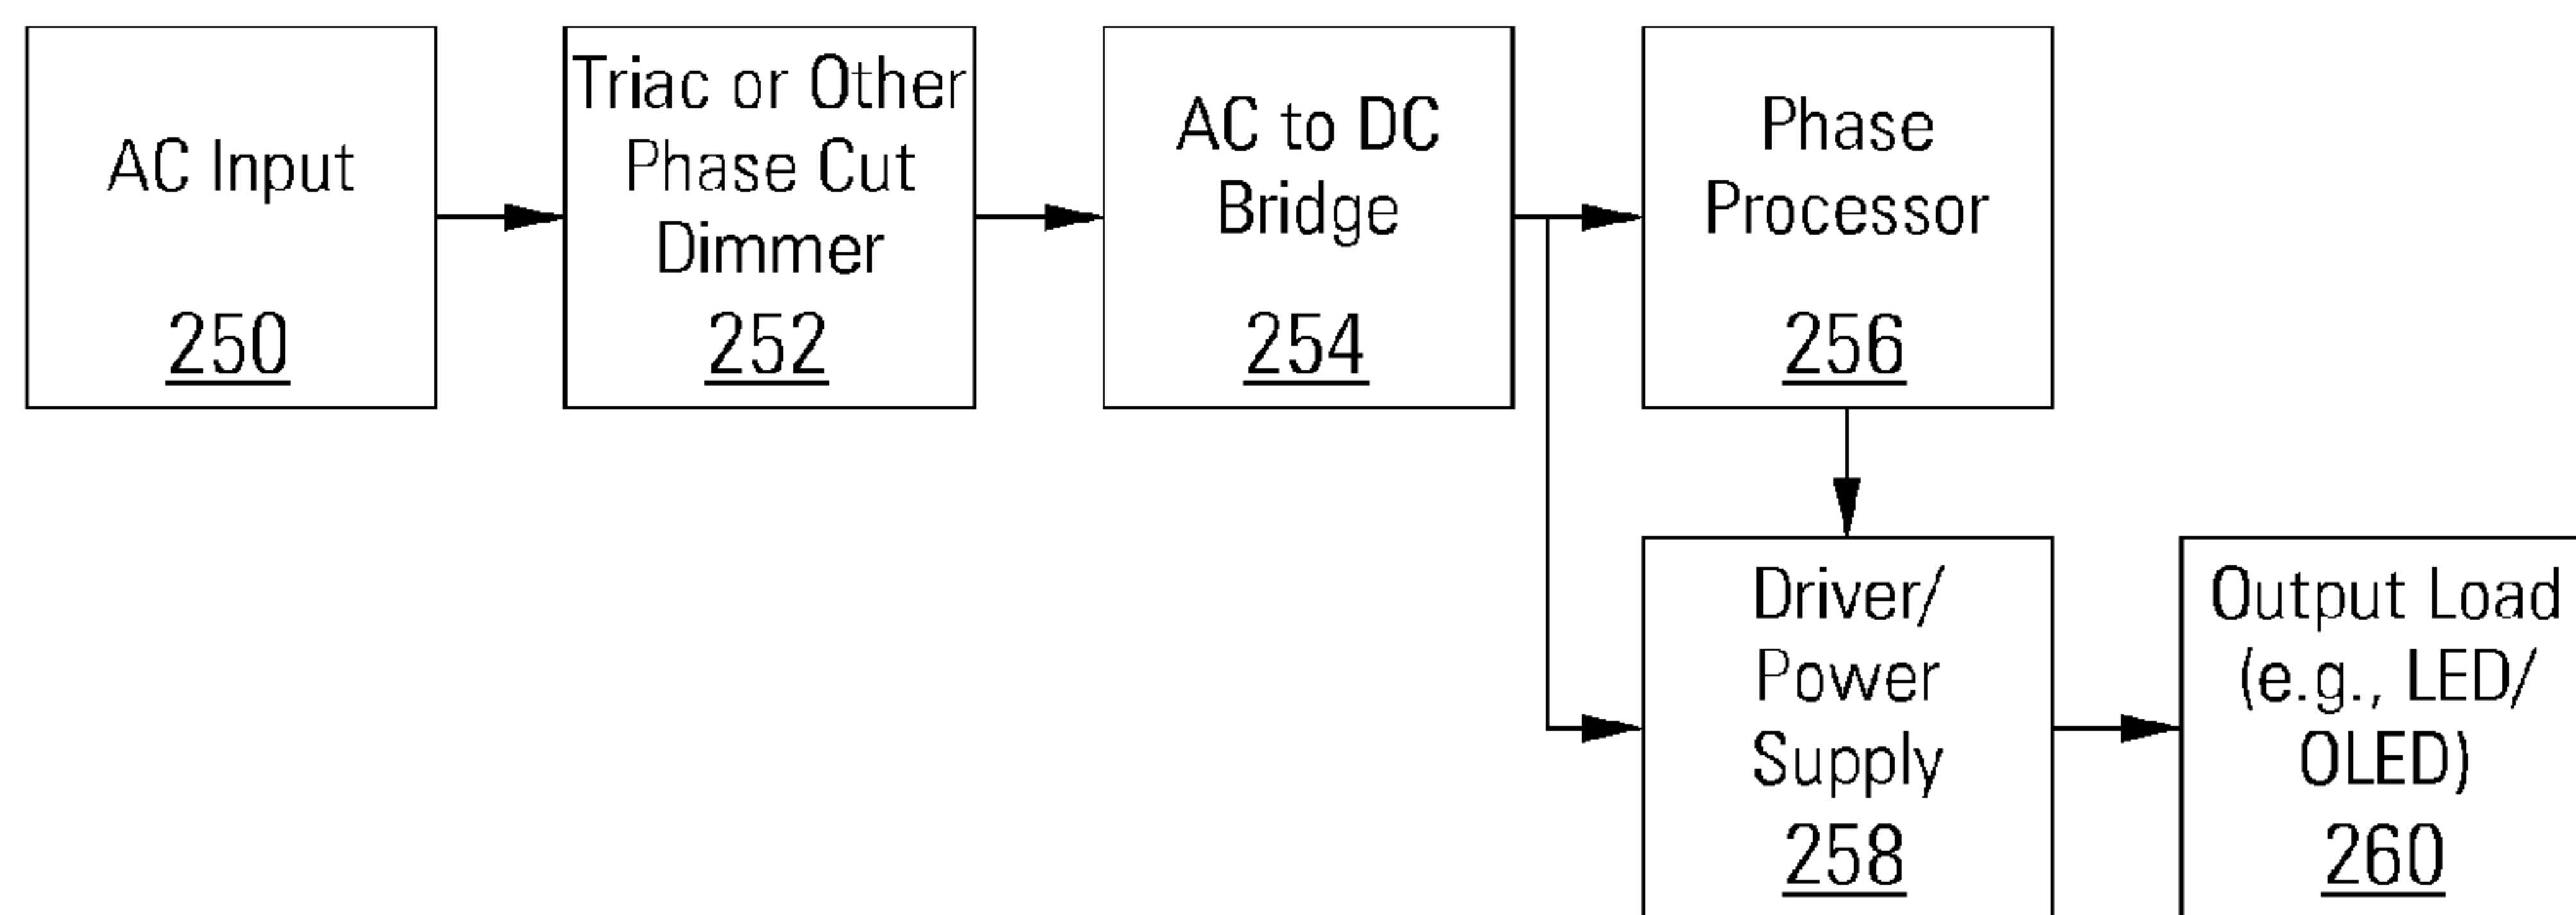 AC Input
250
Triac or Other
Phase Cut
Dimmer
252
AC to DC
Bridge
254
Phase
Processor
256
Driver/
Power
Supply
258
Output Load
(e.g., LED/
OLED)
260